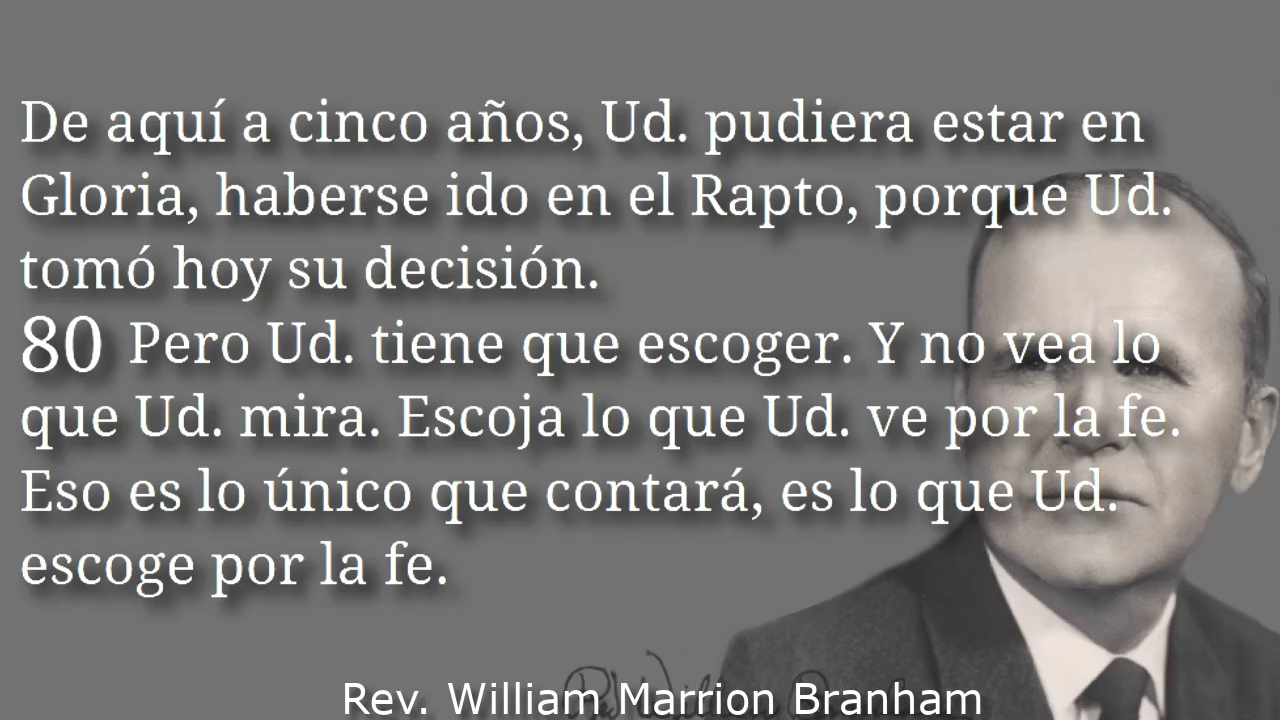 De aquí a cinco años, Ud. pudiera estar en
Gloria, haberse ido en el Rapto, porque Ud.
tomó hoy su decisión.
80 Pero Ud. tiene que escoger. Y no vea lo
que Ud. mira. Escoja lo que Ud. ve por la fe.
Eso es lo único que contará, es lo que Ud.
escoge por la fe.
Rev. William Marrion Branham